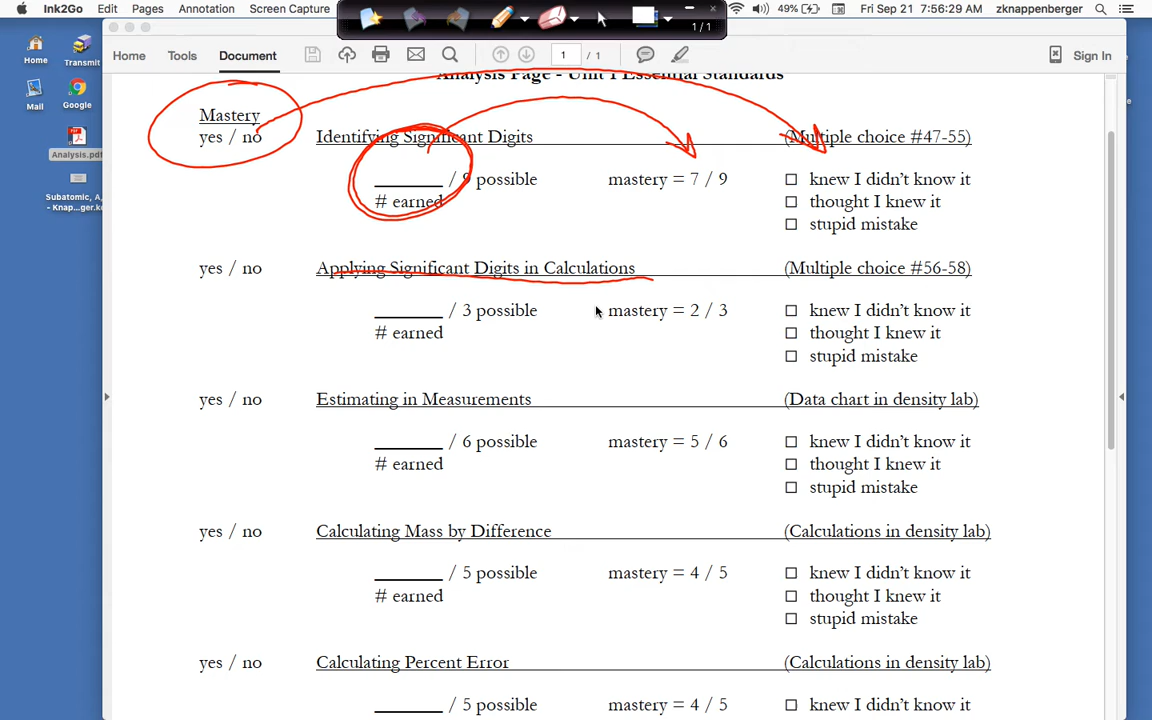 Ink2Go Edit Pages Annotation Screen Capture 49% Fri Sep 21 7:56:29 AM zknappenberger
1/1
Home Tools Document 1 / 1 Sign In
Home
Transmit
Mail
Google
Analysis.pdf
Subatomic, A,
- Knap...ger.k
Analysis Page - Unit 1 Essential Standards
Mastery
yes / no Identifying Significant Digits (Multiple choice #47-55)
/ 9 possible mastery = 7 / 9 knew I didn't know it
# earned thought I knew it
stupid mistake
yes / no Applying Significant Digits in Calculations (Multiple choice #56-58)
/ 3 possible mastery = 2 / 3 knew I didn't know it
# earned thought I knew it
stupid mistake
yes / no Estimating in Measurements (Data chart in density lab)
/ 6 possible mastery = 5 / 6 knew I didn't know it
# earned thought I knew it
stupid mistake
yes / no Calculating Mass by Difference (Calculations in density lab)
/ 5 possible mastery = 4 / 5 knew I didn't know it
# earned thought I knew it
stupid mistake
yes / no Calculating Percent Error (Calculations in density lab)
/ 5 possible mastery = 4 / 5 knew I didn't know it